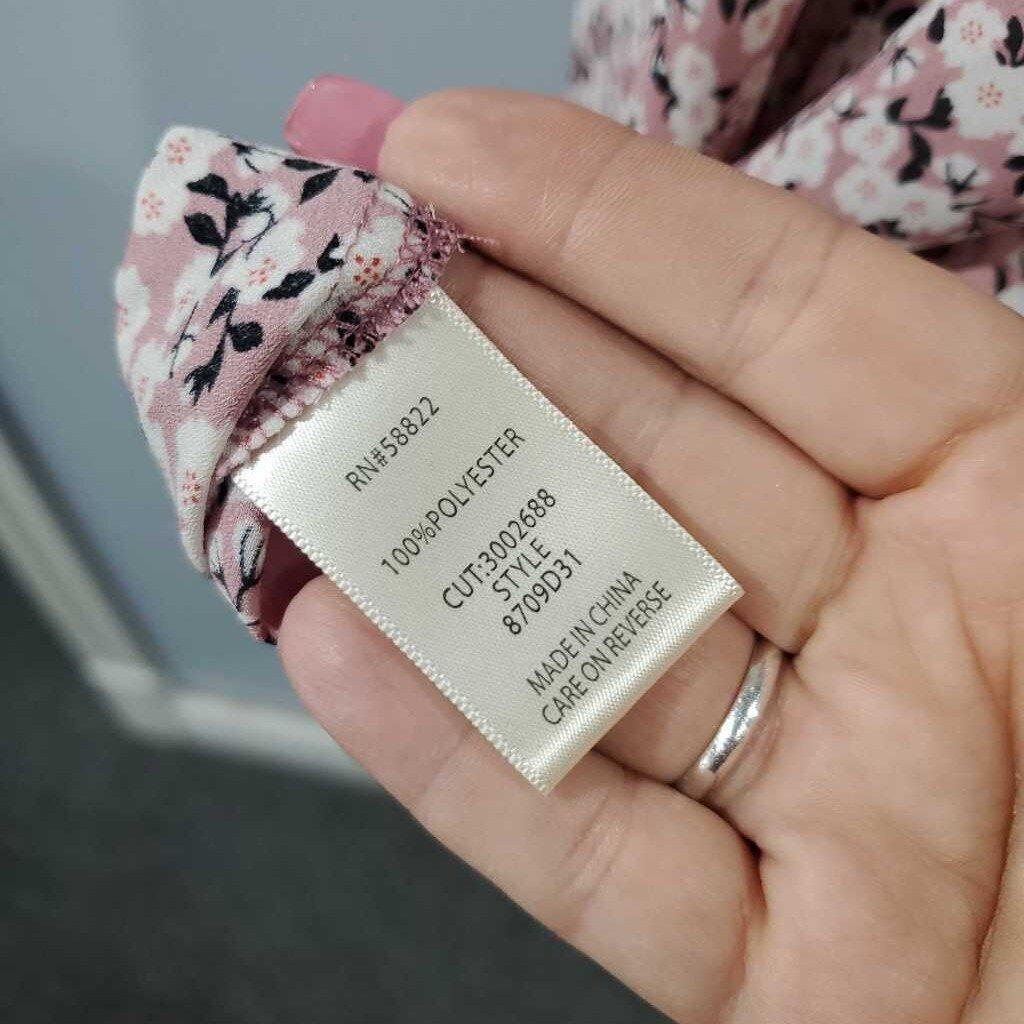 RN#58822
100%POLYESTER
CUT:3002688
STYLE
8709D31
MADE IN CHINA
CARE ON REVERSE